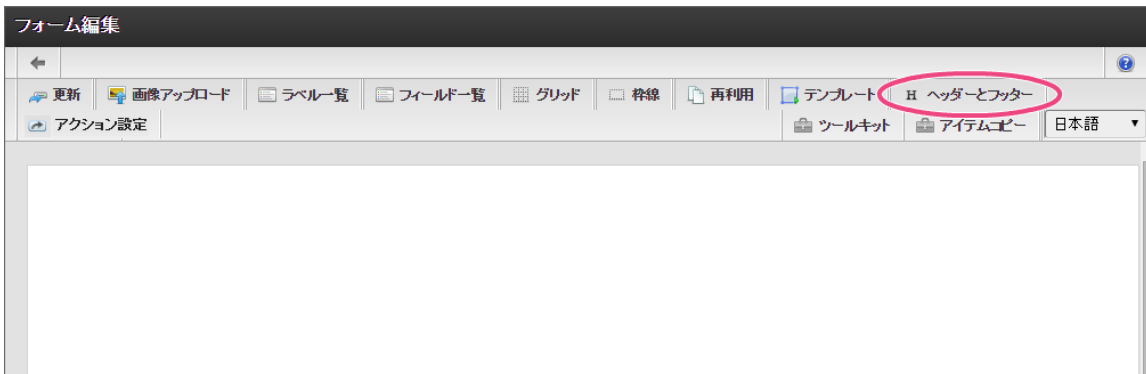 フォーム編集
更新 画像アップロード ラベル一覧 フィールド一覧 グリッド 枠線 再利用 テンプレート H ヘッダーとフッター
アクション設定 ツールキット アイテムコピー 日本語